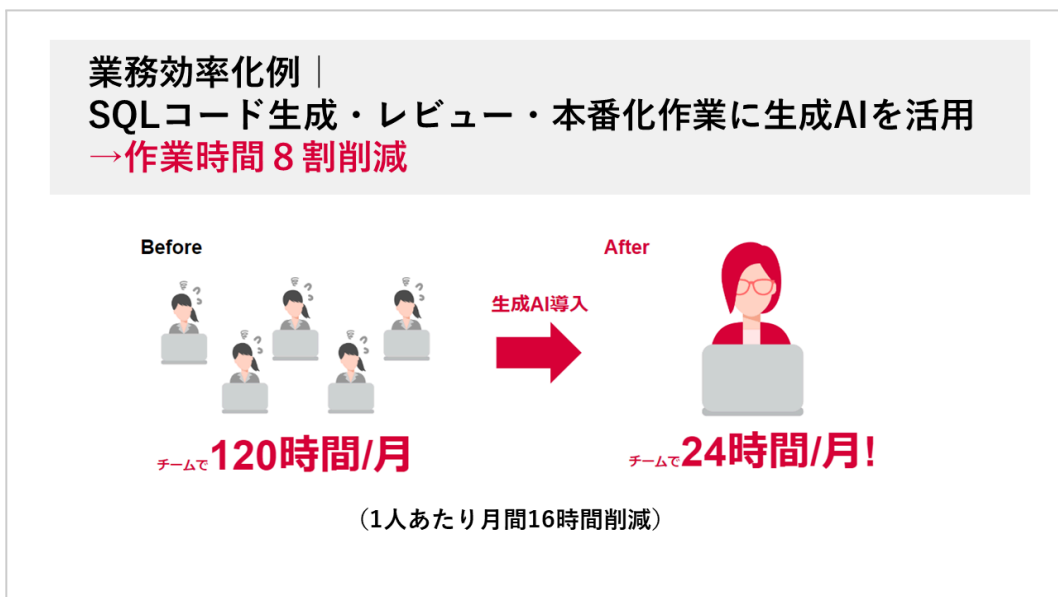 業務効率化例｜
SQLコード生成・レビュー・本番化作業に生成AIを活用
→作業時間８割削減
Before
After
生成AI導入
チームで120時間/月
チームで24時間/月!
（1人あたり月間16時間削減）